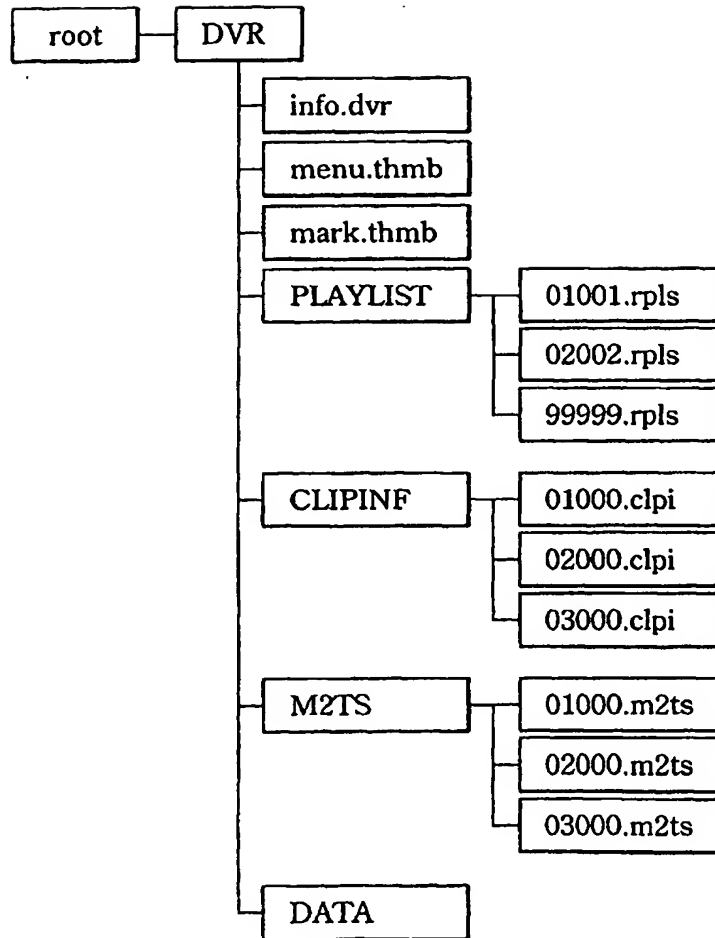 root DVR
info.dvr
menu.thmb
mark.thmb
PLAYLIST 01001.rpls
02002.rpls
99999.rpls
CLIPINF 01000.clpi
02000.clpi
03000.clpi
M2TS 01000.m2ts
02000.m2ts
03000.m2ts
DATA